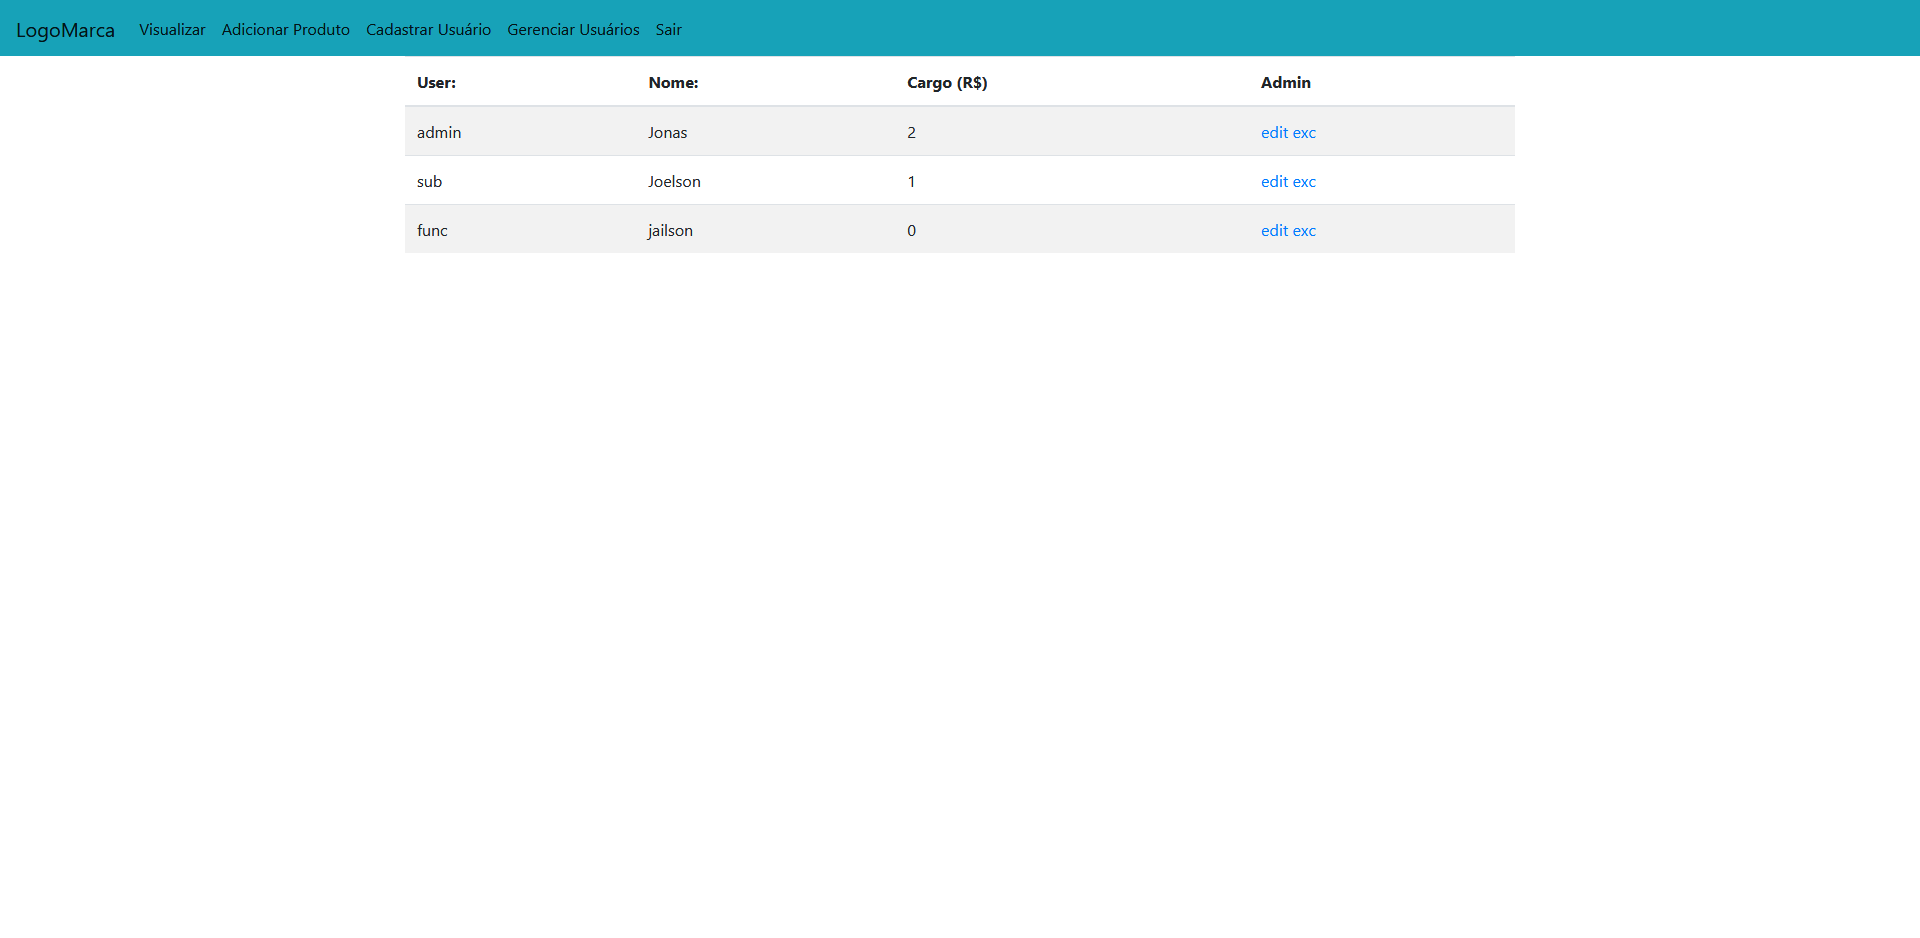 LogoMarca Visualizar Adicionar Produto Cadastrar Usuário Gerenciar Usuários Sair
User: Nome: Cargo (R$) Admin
admin Jonas 2 edit exc
sub Joelson 1 edit exc
func jailson 0 edit exc